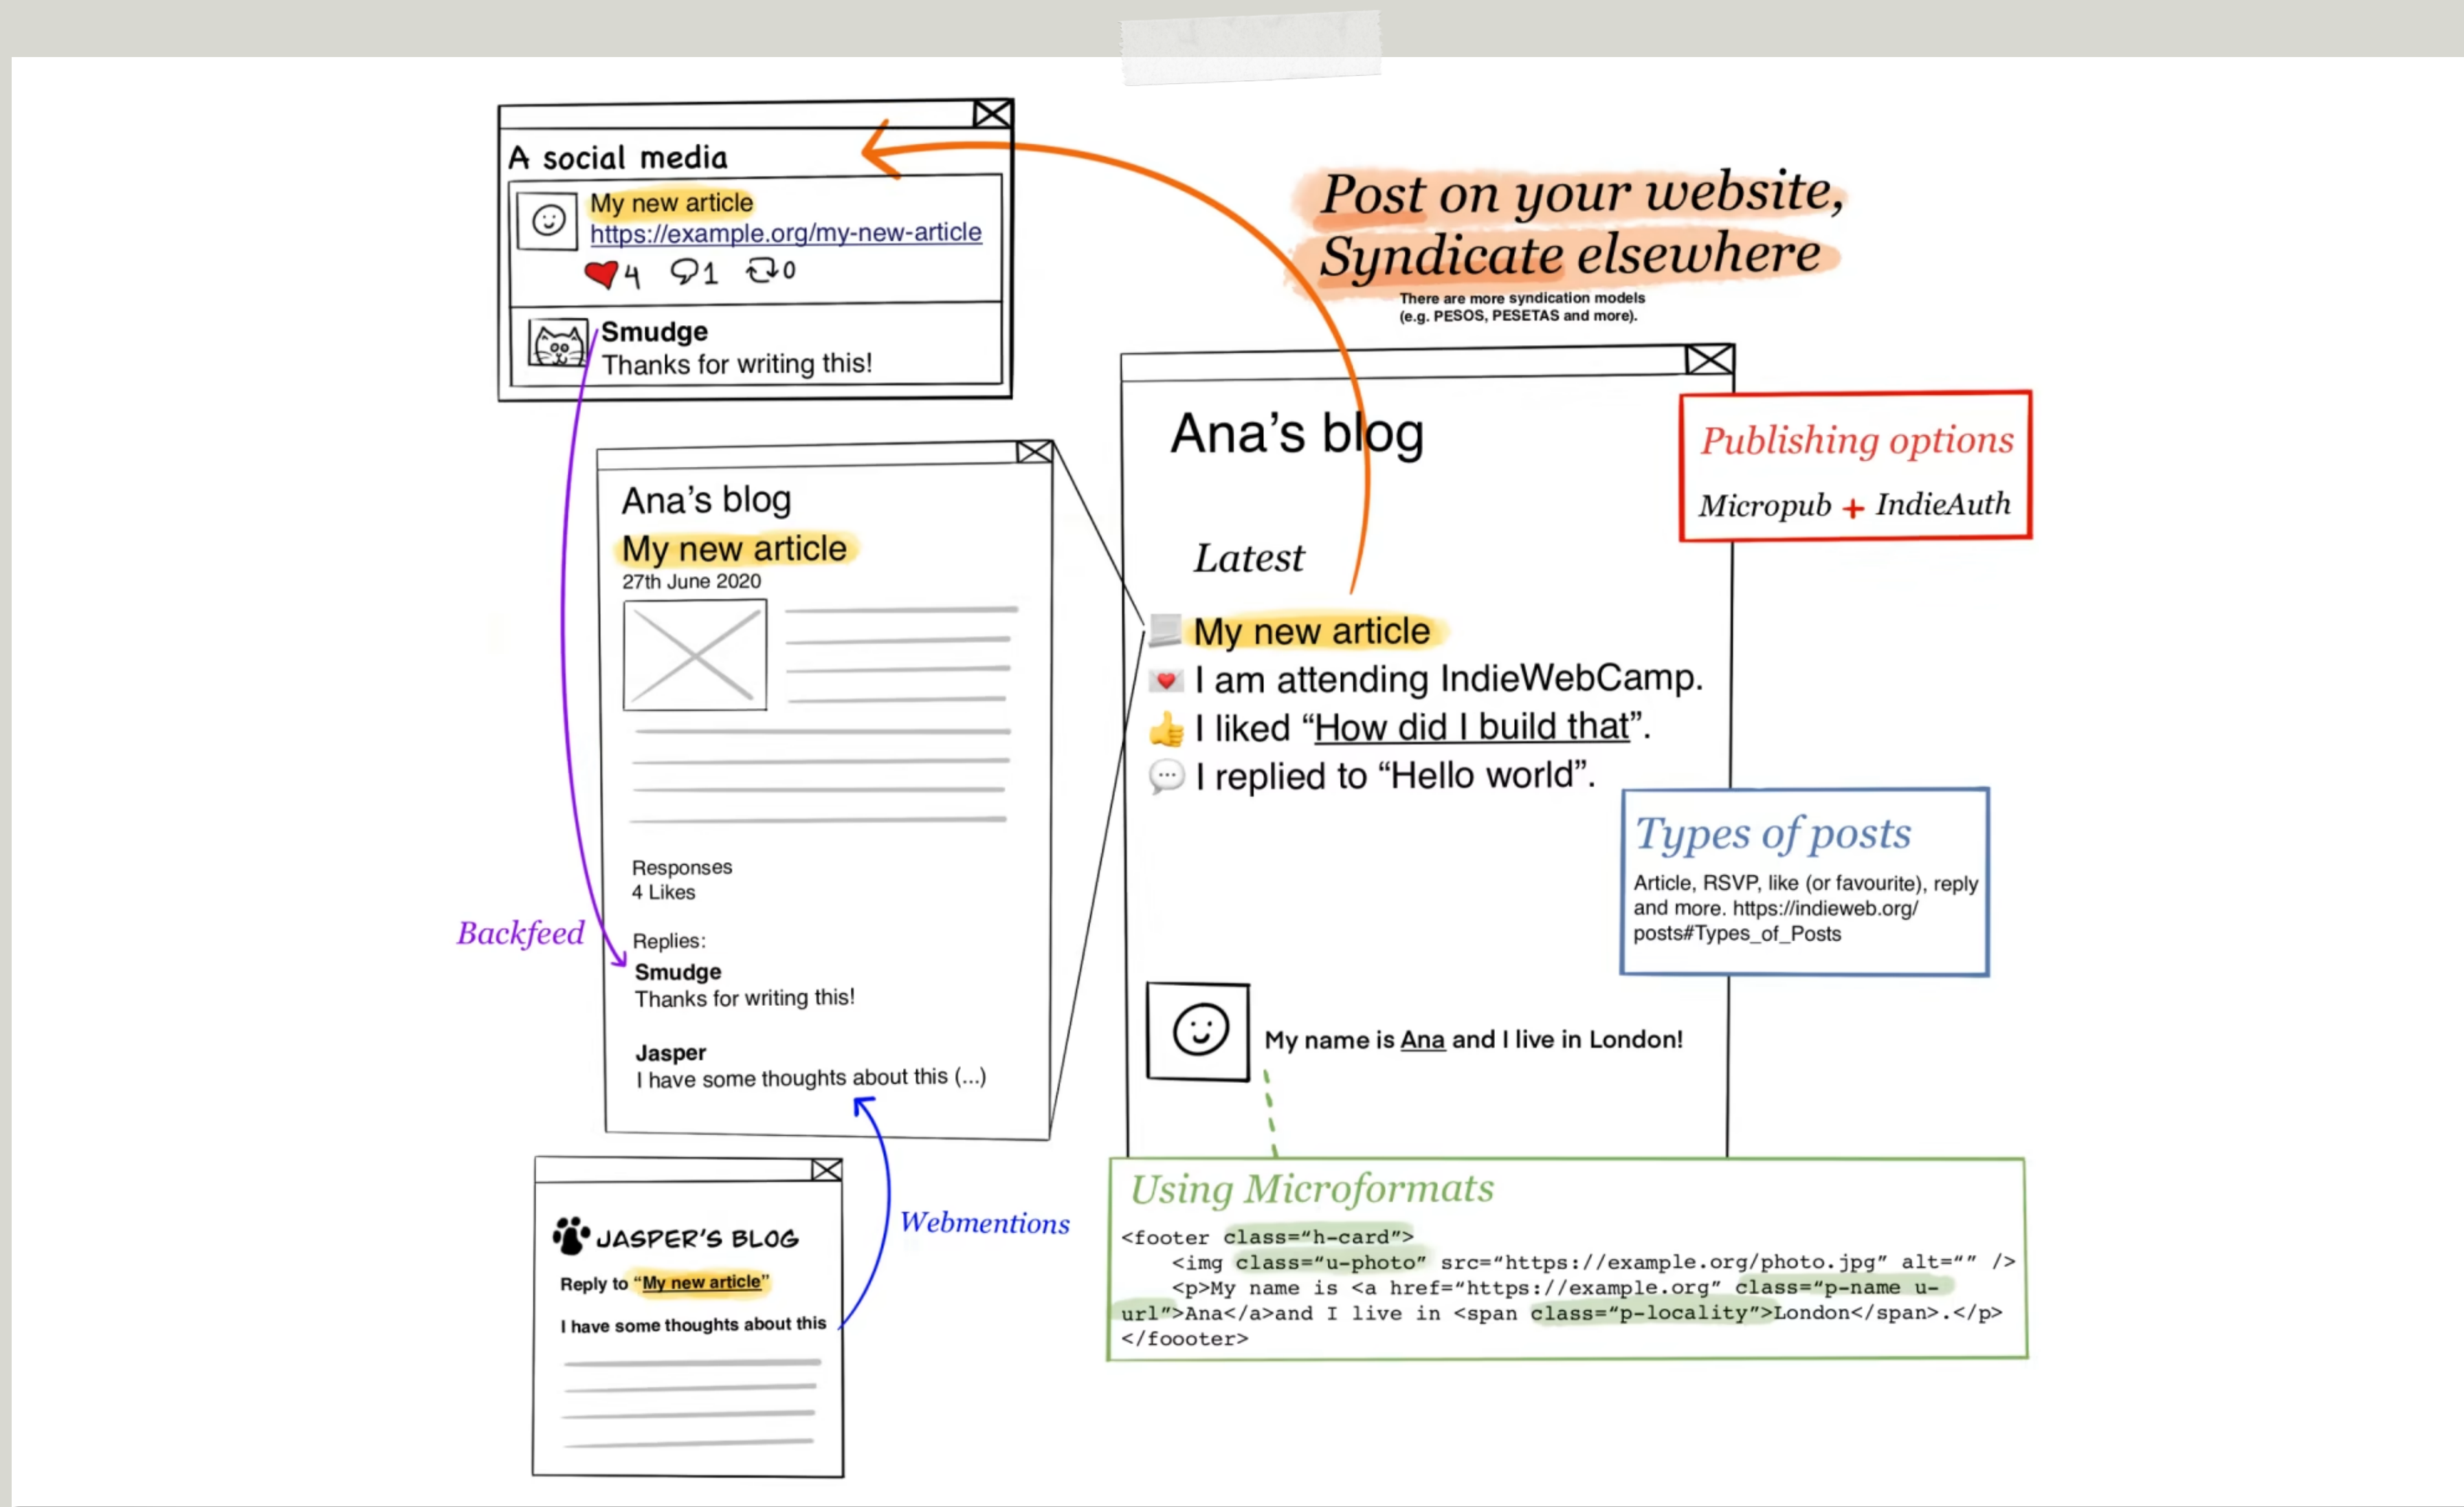 A social media
My new article
https://example.org/my-new-article
4 1 0
Smudge
Thanks for writing this!
Post on your website,
Syndicate elsewhere
There are more syndication models
(e.g. PESOS, PESETAS and more).
Ana’s blog
Latest
My new article
I am attending IndieWebCamp.
I liked “How did I build that”.
I replied to “Hello world”.
My name is Ana and I live in London!
Publishing options
Micropub + IndieAuth
Types of posts
Article, RSVP, like (or favourite), reply
and more. https://indieweb.org/
posts#Types_of_Posts
Ana’s blog
My new article
27th June 2020
Responses
4 Likes
Replies:
Smudge
Thanks for writing this!
Jasper
I have some thoughts about this (...)
Backfeed
Webmentions
JASPER’S BLOG
Reply to “My new article”
I have some thoughts about this
Using Microformats
<footer class=“h-card”>
<img class=“u-photo” src=“https://example.org/photo.jpg” alt=“” />
<p>My name is <a href=“https://example.org” class=“p-name u-
url”>Ana</a>and I live in <span class=“p-locality”>London</span>.</p>
</foooter>